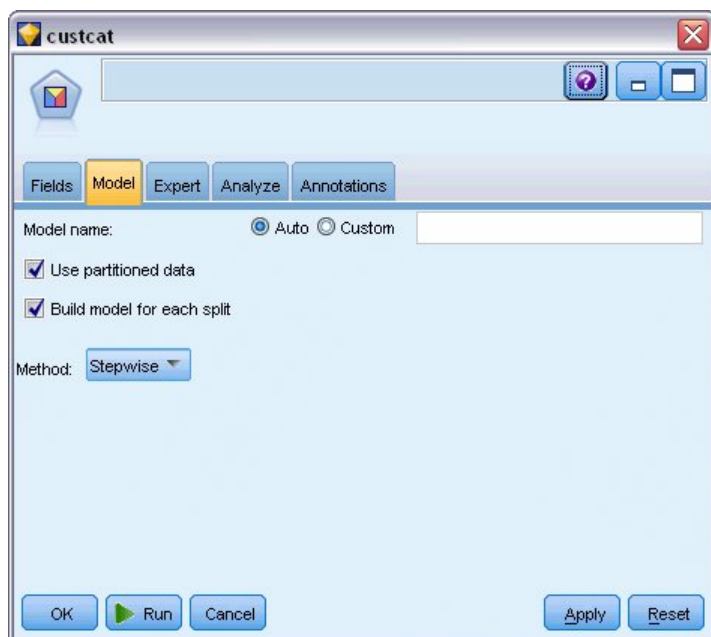 custcat
?
Fields Model Expert Analyze Annotations
Model name: Auto Custom
Use partitioned data
Build model for each split
Method: Stepwise
OK Run Cancel Apply Reset